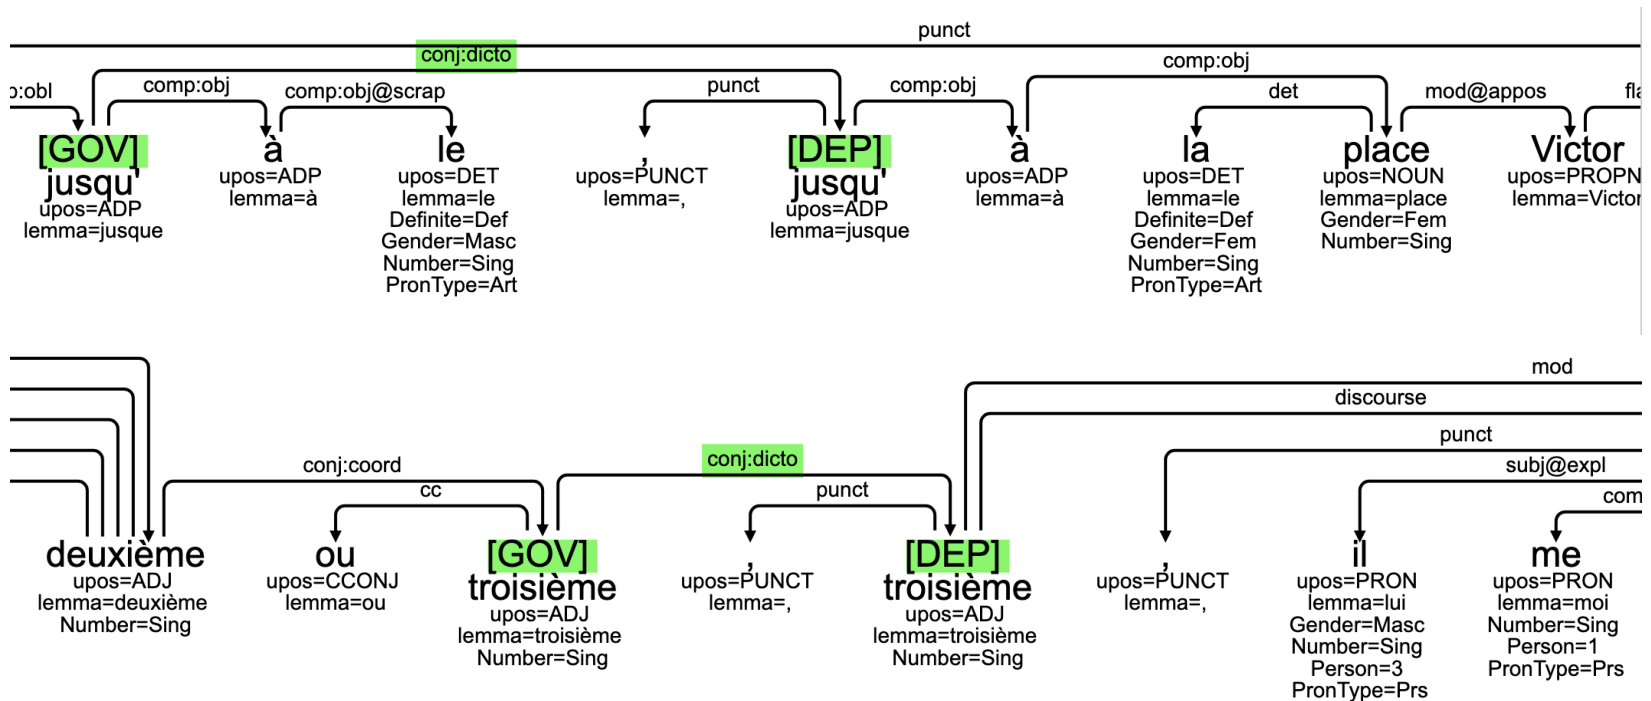 punct
conj:dicto
comp:obj
:obl comp:obj comp:obj@scrap punct comp:obj det mod@appos
[GOV] à le , [DEP] à la place Victor
jusqu' upos=ADP upos=DET upos=PUNCT jusqu' upos=ADP upos=DET upos=NOUN upos=PROPN
upos=ADP lemma=à lemma=le lemma=, upos=ADP lemma=à lemma=le lemma=place lemma=Victor
lemma=jusque Definite=Def lemma=jusque Definite=Def Gender=Fem
Gender=Masc Gender=Fem Number=Sing
Number=Sing Number=Sing
PronType=Art PronType=Art
mod
discourse
punct
conj:coord conj:dicto subj@expl
cc punct com
deuxième ou [GOV] , [DEP] , il me
upos=ADJ upos=CCONJ troisième upos=PUNCT troisième upos=PUNCT upos=PRON upos=PRON
lemma=deuxième lemma=ou upos=ADJ lemma=, upos=ADJ lemma=, lemma=lui lemma=moi
Number=Sing lemma=troisième lemma=troisième Gender=Masc Number=Sing
Number=Sing Number=Sing Number=Sing Person=1
Person=3 PronType=Prs
PronType=Prs